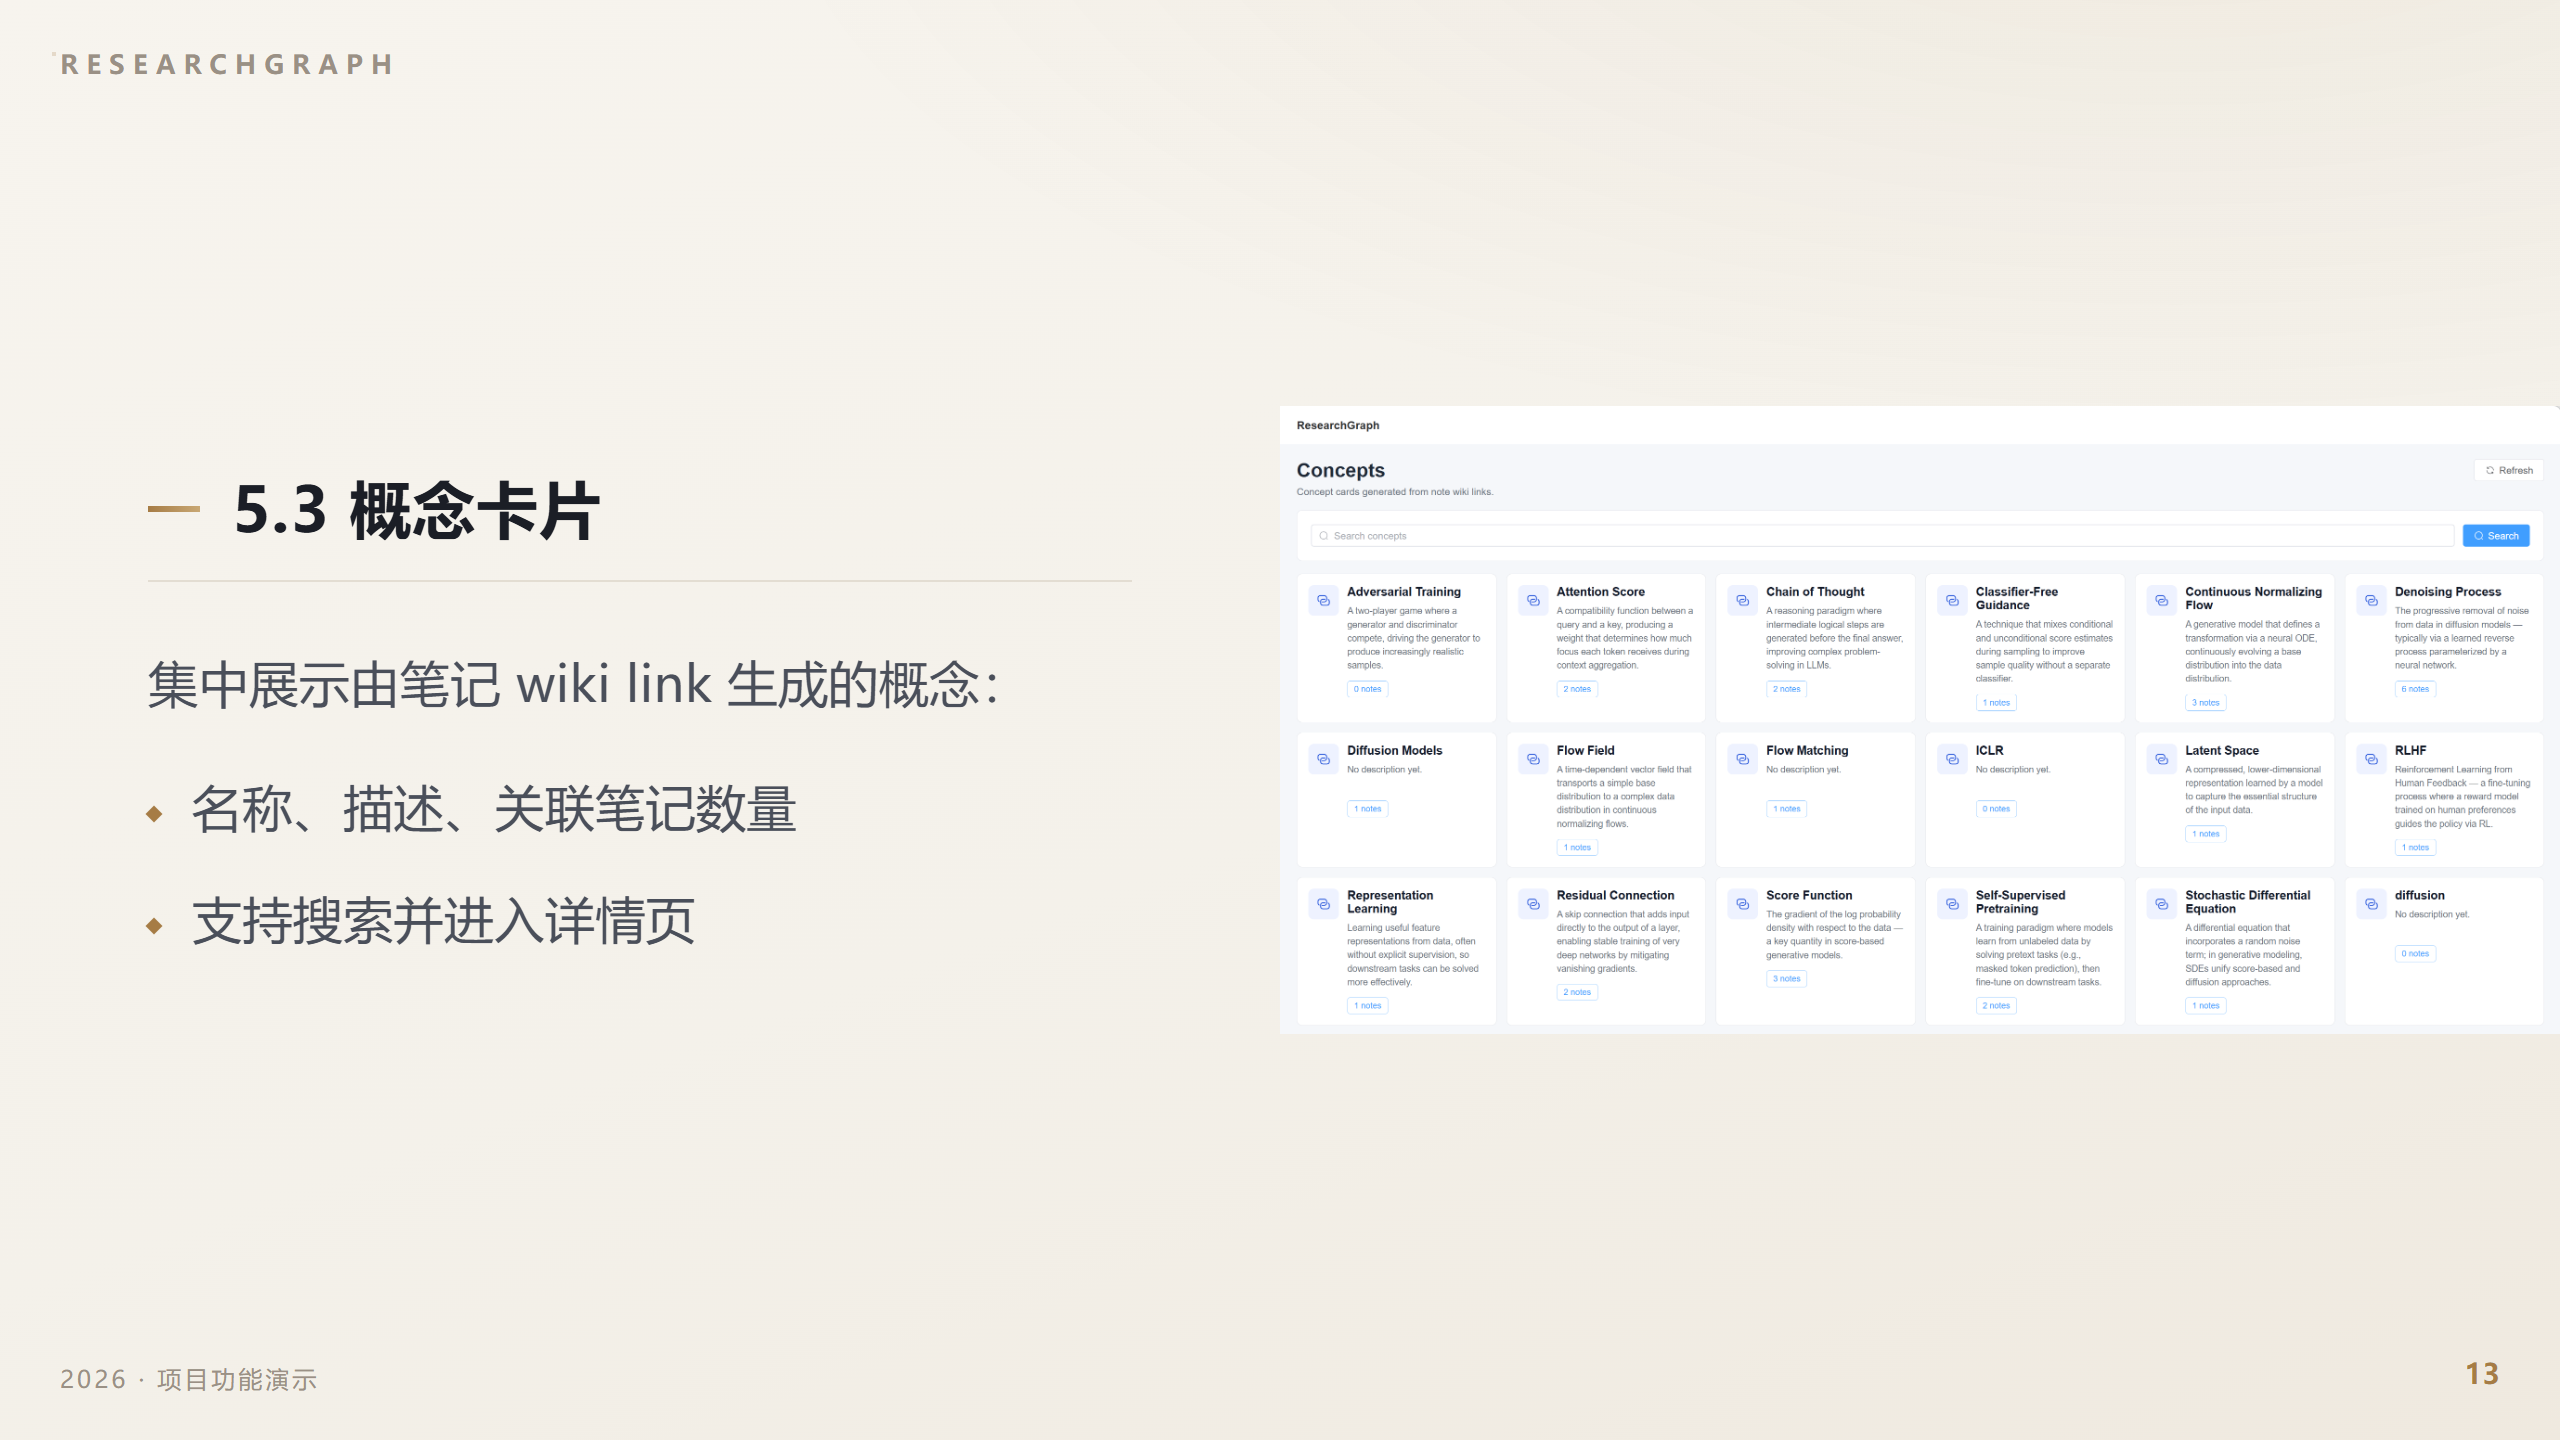 RESEARCHGRAPH
5.3 概念卡片
集中展示由笔记 wiki link 生成的概念：
名称、描述、关联笔记数量
支持搜索并进入详情页
ResearchGraph
Concepts
Refresh
Concept cards generated from note wiki links.
Search concepts
Search
Adversarial Training
A two-player game where a
generator and discriminator
compete, driving the generator to
produce increasingly realistic
samples.
0 notes
Attention Score
A compatibility function between a
query and a key, producing a
weight that determines how much
focus each token receives during
context aggregation.
2 notes
Chain of Thought
A reasoning paradigm where
intermediate logical steps are
generated before the final answer,
improving complex problem-
solving in LLMs.
2 notes
Classifier-Free
Guidance
A technique that mixes conditional
and unconditional score estimates
during sampling to improve
sample quality without a separate
classifier.
1 notes
Continuous Normalizing
Flow
A generative model that defines a
transformation via a neural ODE,
continuously evolving a base
distribution into the data
distribution.
3 notes
Denoising Process
The progressive removal of noise
from data in diffusion models —
typically via a learned reverse
process parameterized by a
neural network.
6 notes
Diffusion Models
No description yet.
1 notes
Flow Field
A time-dependent vector field that
transports a simple base
distribution to a complex data
distribution in continuous
normalizing flows.
1 notes
Flow Matching
No description yet.
1 notes
ICLR
No description yet.
0 notes
Latent Space
A compressed, lower-dimensional
representation learned by a model
to capture the essential structure
of the input data.
1 notes
RLHF
Reinforcement Learning from
Human Feedback — a fine-tuning
process where a reward model
trained on human preferences
guides the policy via RL.
1 notes
Representation
Learning
Learning useful feature
representations from data, often
without explicit supervision, so
downstream tasks can be solved
more effectively.
1 notes
Residual Connection
A skip connection that adds input
directly to the output of a layer,
enabling stable training of very
deep networks by mitigating
vanishing gradients.
2 notes
Score Function
The gradient of the log probability
density with respect to the data —
a key quantity in score-based
generative models.
3 notes
Self-Supervised
Pretraining
A training paradigm where models
learn from unlabeled data by
solving pretext tasks (e.g.,
masked token prediction), then
fine-tune on downstream tasks.
2 notes
Stochastic Differential
Equation
A differential equation that
incorporates a random noise
term; in generative modeling,
SDEs unify score-based and
diffusion approaches.
1 notes
diffusion
No description yet.
0 notes
2026 · 项目功能演示
13